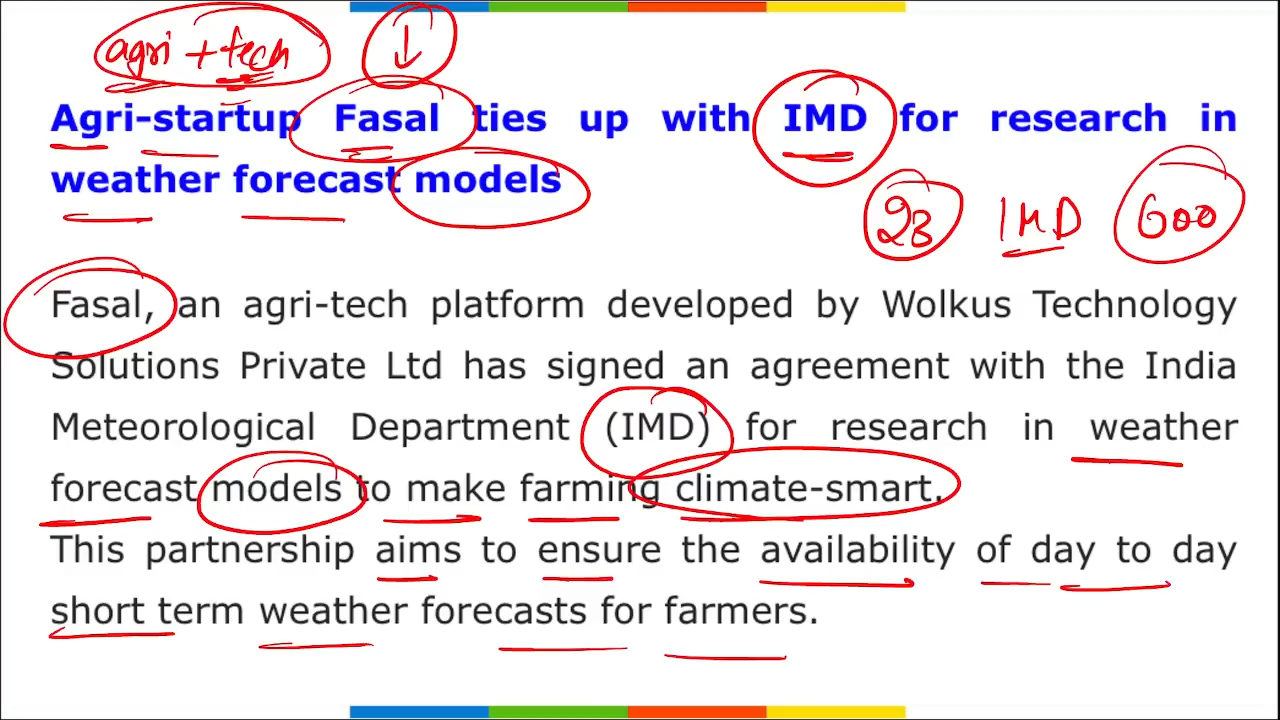 agri + tech
Agri-startup Fasal ties up with IMD for research in
weather forecast models
23 IMD 600
Fasal, an agri-tech platform developed by Wolkus Technology
Solutions Private Ltd has signed an agreement with the India
Meteorological Department (IMD) for research in weather
forecast models to make farming climate-smart.
This partnership aims to ensure the availability of day to day
short term weather forecasts for farmers.